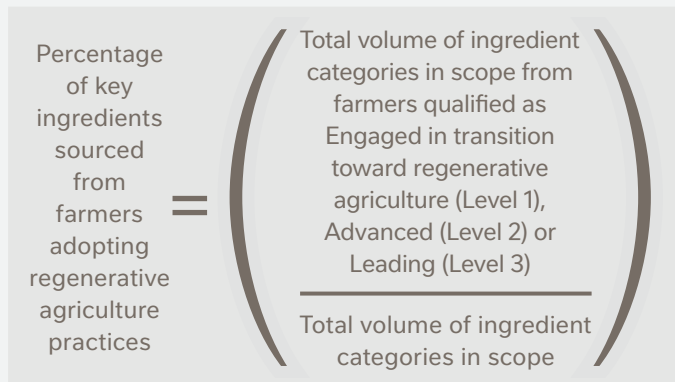 Percentage
of key
ingredients
sourced
from
farmers
adopting
regenerative
agriculture
practices
=
Total volume of ingredient
categories in scope from
farmers qualified as
Engaged in transition
toward regenerative
agriculture (Level 1),
Advanced (Level 2) or
Leading (Level 3)
Total volume of ingredient
categories in scope